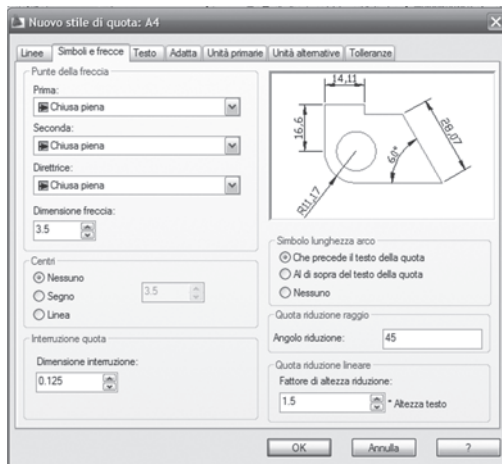 Nuovo stile di quota: A4
Linee Simboli e frecce Testo Adatta Unità primarie Unità alternative Tolleranze
Punte della freccia
Prima:
Chiusa piena
Seconda:
Chiusa piena
Direttrice:
Chiusa piena
Dimensione freccia:
3.5
Centri
Nessuno
Segno
3.5
Linea
Interruzione quota
Dimensione interruzione:
0.125
14,11
16,6
28,07
60°
R11,17
Simbolo lunghezza arco
Che precede il testo della quota
Al di sopra del testo della quota
Nessuno
Quota riduzione raggio
Angolo riduzione: 45
Quota riduzione lineare
Fattore di altezza riduzione:
1.5 * Altezza testo
OK Annulla ?